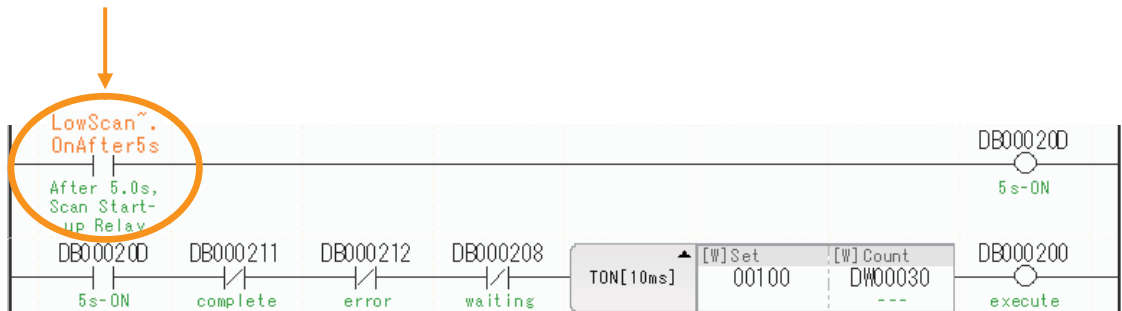 LowScan~.
OnAfter5s
DB00020D
After 5.0s,
Scan Start-
up Relay
5s-ON
DB00020D DB000211 DB000212 DB000208 TON[10ms] [W]Set 00100 [W]Count DW00030 DB000200
5s-ON complete error waiting --- execute